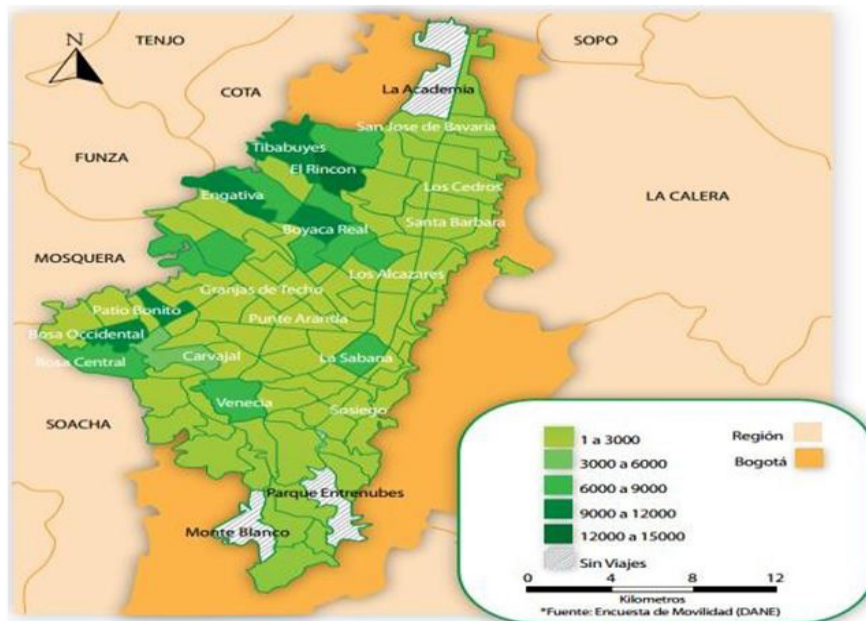 N
TENJO
SOPO
COTA
La Academia
San Jose de Bavaria
Tibabuyes
FUNZA
El Rincon
Engativa
Los Cedros
LA CALERA
Santa Barbara
Boyaca Real
MOSQUERA
Los Alcazares
Granjas de Techo
Patio Bonito
Punte Aranda
Bosa Occidental
Bosa Central
Carvajal
La Sabana
Venecia
Sosiego
SOACHA
Parque Entrenubes
Monte Blanco
1 a 3000
3000 a 6000
6000 a 9000
9000 a 12000
12000 a 15000
Sin Viajes
Región
Bogotá
0 4 8 12
Kilometros
*Fuente: Encuesta de Movilidad (DANE)